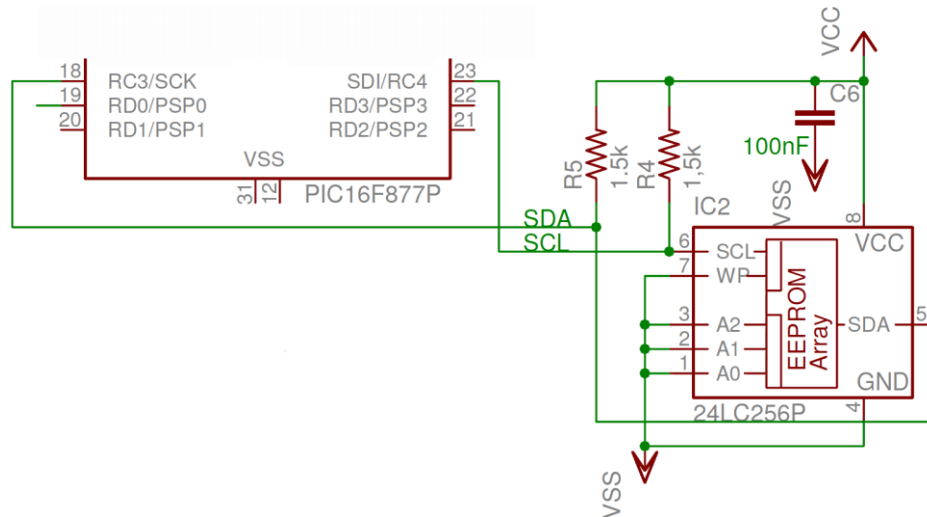 VCC
18 RC3/SCK SDI/RC4 23
19 RD0/PSP0 RD3/PSP3 22
20 RD1/PSP1 RD2/PSP2 21
VSS
31 12 PIC16F877P
R5 1.5k
R4 1,5k
C6
100nF
VSS
SDA
SCL
IC2
8
VCC
6 SCL
7 WP
3 A2
2 A1
1 A0
EEPROM
Array
SDA 5
GND
4
24LC256P
VSS